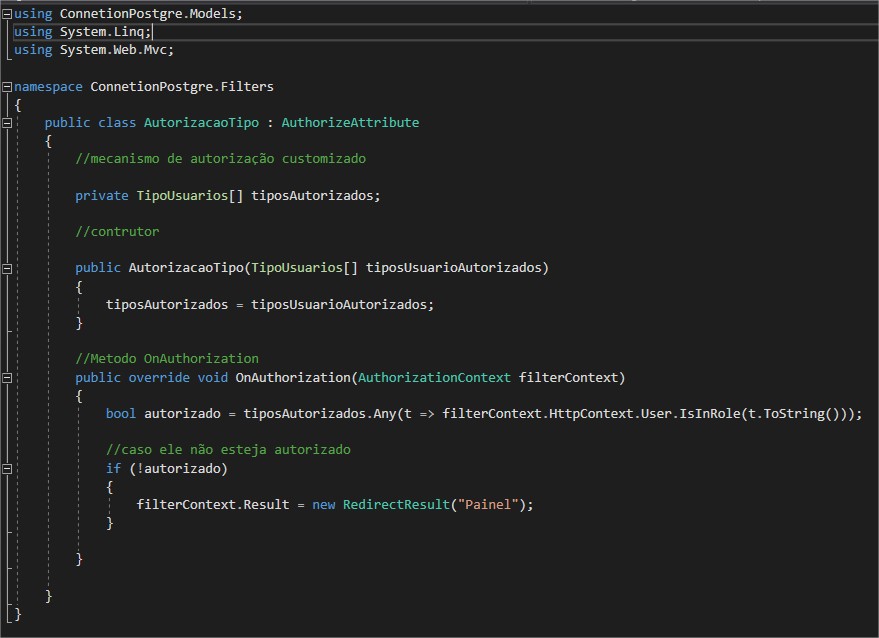 using ConnetionPostgre.Models;
using System.Linq;
using System.Web.Mvc;
namespace ConnetionPostgre.Filters
{
public class AutorizacaoTipo : AuthorizeAttribute
{
//mecanismo de autorização customizado
private TipoUsuarios[] tiposAutorizados;
//contrutor
public AutorizacaoTipo(TipoUsuarios[] tiposUsuarioAutorizados)
{
tiposAutorizados = tiposUsuarioAutorizados;
}
//Metodo OnAuthorization
public override void OnAuthorization(AuthorizationContext filterContext)
{
bool autorizado = tiposAutorizados.Any(t => filterContext.HttpContext.User.IsInRole(t.ToString()));
//caso ele não esteja autorizado
if (!autorizado)
{
filterContext.Result = new RedirectResult("Painel");
}
}
}
}